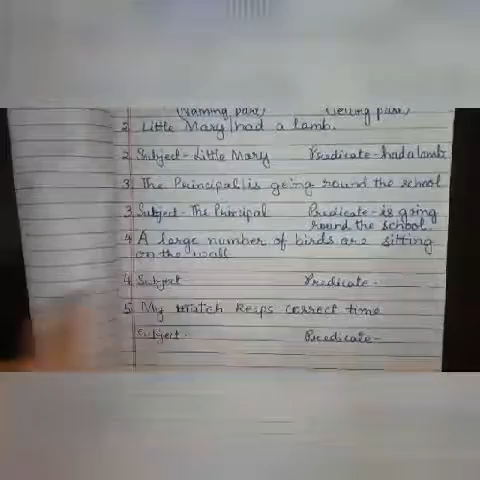 (Naming part) (Telling part)
2. Little Mary/had a lamb.
2. Subject - Little Mary Predicate - had a lamb
3. The Principal/is going round the school
3. Subject - The Principal Predicate - is going
round the school.
4 A large number of birds are sitting
on the wall
4. Subject Predicate -
5. My watch keeps correct time
Subject - Predicate -